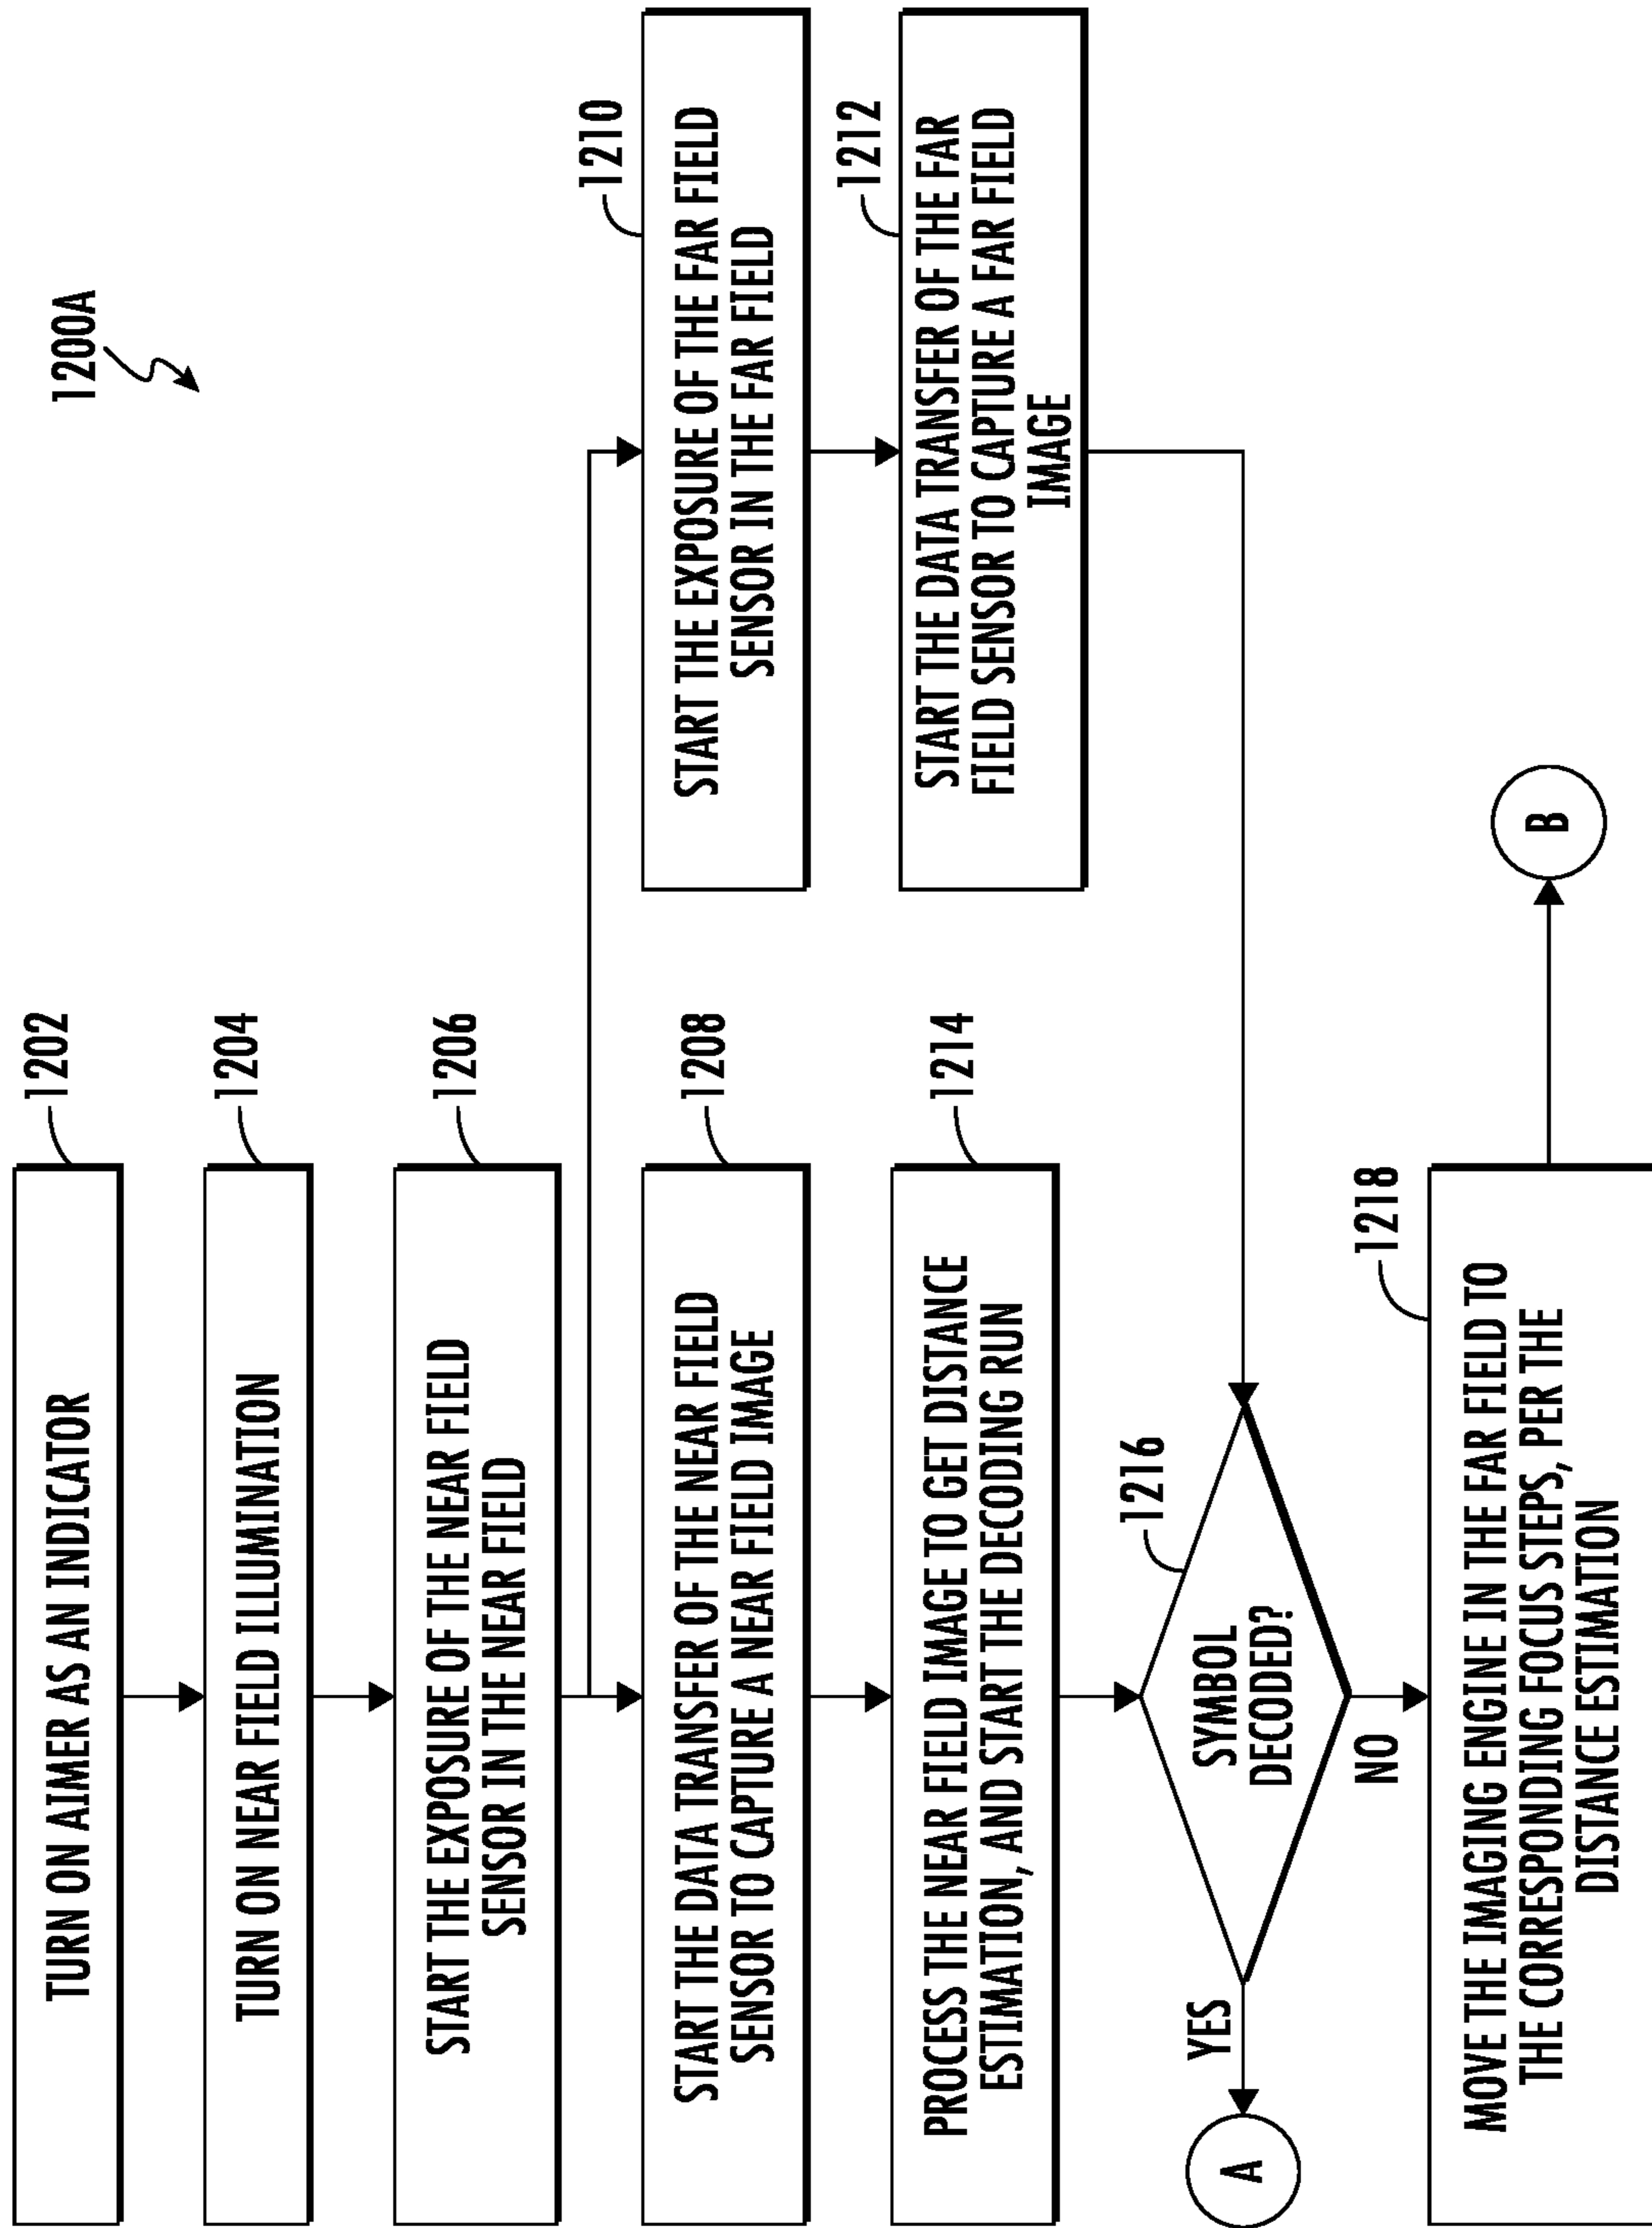 1200A
TURN ON AIMER AS AN INDICATOR
1202
TURN ON NEAR FIELD ILLUMINATION
1204
START THE EXPOSURE OF THE NEAR FIELD
SENSOR IN THE NEAR FIELD
1206
START THE DATA TRANSFER OF THE NEAR FIELD
SENSOR TO CAPTURE A NEAR FIELD IMAGE
1208
START THE EXPOSURE OF THE FAR FIELD
SENSOR IN THE FAR FIELD
1210
START THE DATA TRANSFER OF THE FAR
FIELD SENSOR TO CAPTURE A FAR FIELD
IMAGE
1212
PROCESS THE NEAR FIELD IMAGE TO GET DISTANCE
ESTIMATION, AND START THE DECODING RUN
1214
SYMBOL
DECODED?
1216
YES
A
NO
MOVE THE IMAGING ENGINE IN THE FAR FIELD TO
THE CORRESPONDING FOCUS STEPS, PER THE
DISTANCE ESTIMATION
1218
B